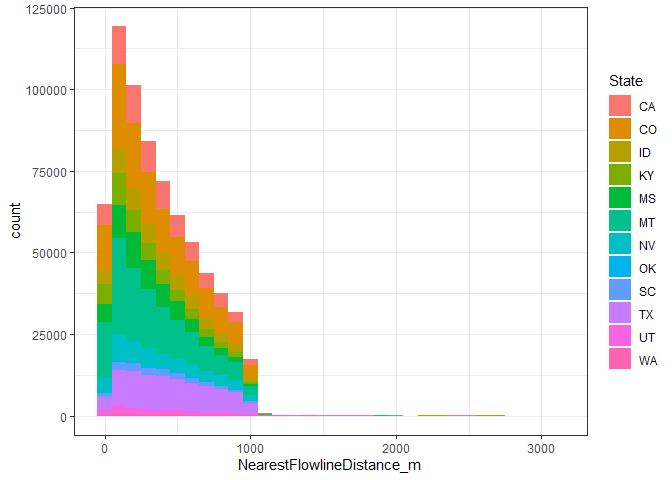 125000
100000
75000
50000
25000
0
count
0
1000
2000
3000
NearestFlowlineDistance_m
State
CA
CO
ID
KY
MS
MT
NV
OK
SC
TX
UT
WA